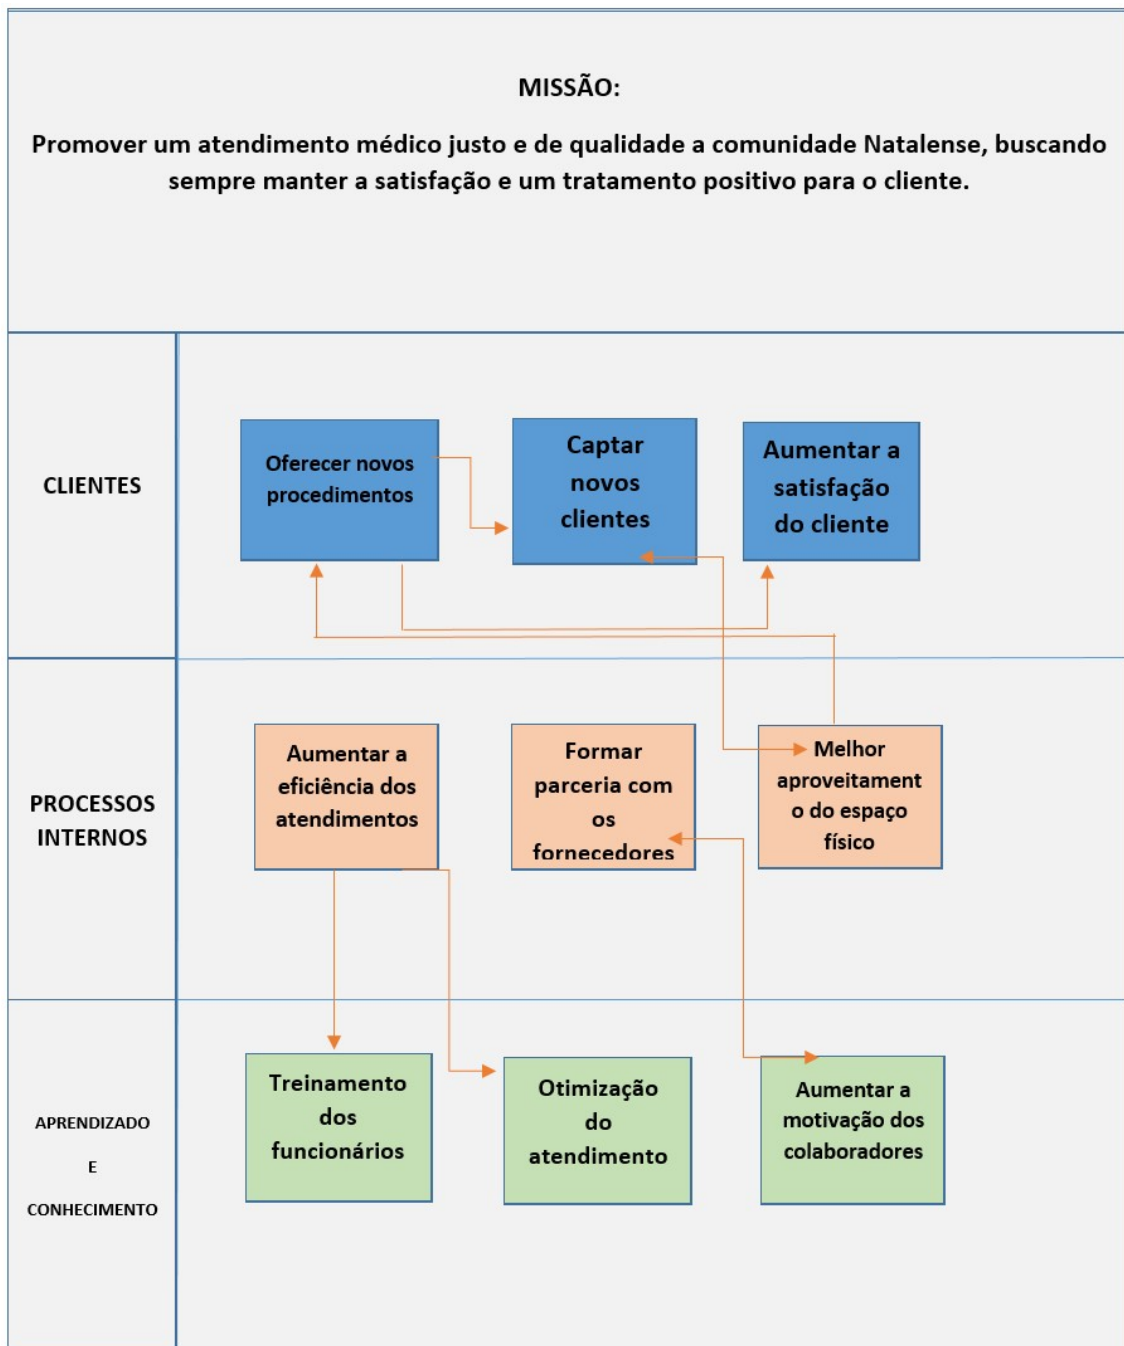 MISSÃO:
Promover um atendimento médico justo e de qualidade a comunidade Natalense, buscando
sempre manter a satisfação e um tratamento positivo para o cliente.
CLIENTES
Oferecer novos
procedimentos
Captar
novos
clientes
Aumentar a
satisfação
do cliente
PROCESSOS
INTERNOS
Aumentar a
eficiência dos
atendimentos
Formar
parceria com
os
fornecedores
Melhor
aproveitament
o do espaço
físico
APRENDIZADO
E
CONHECIMENTO
Treinamento
dos
funcionários
Otimização
do
atendimento
Aumentar a
motivação dos
colaboradores